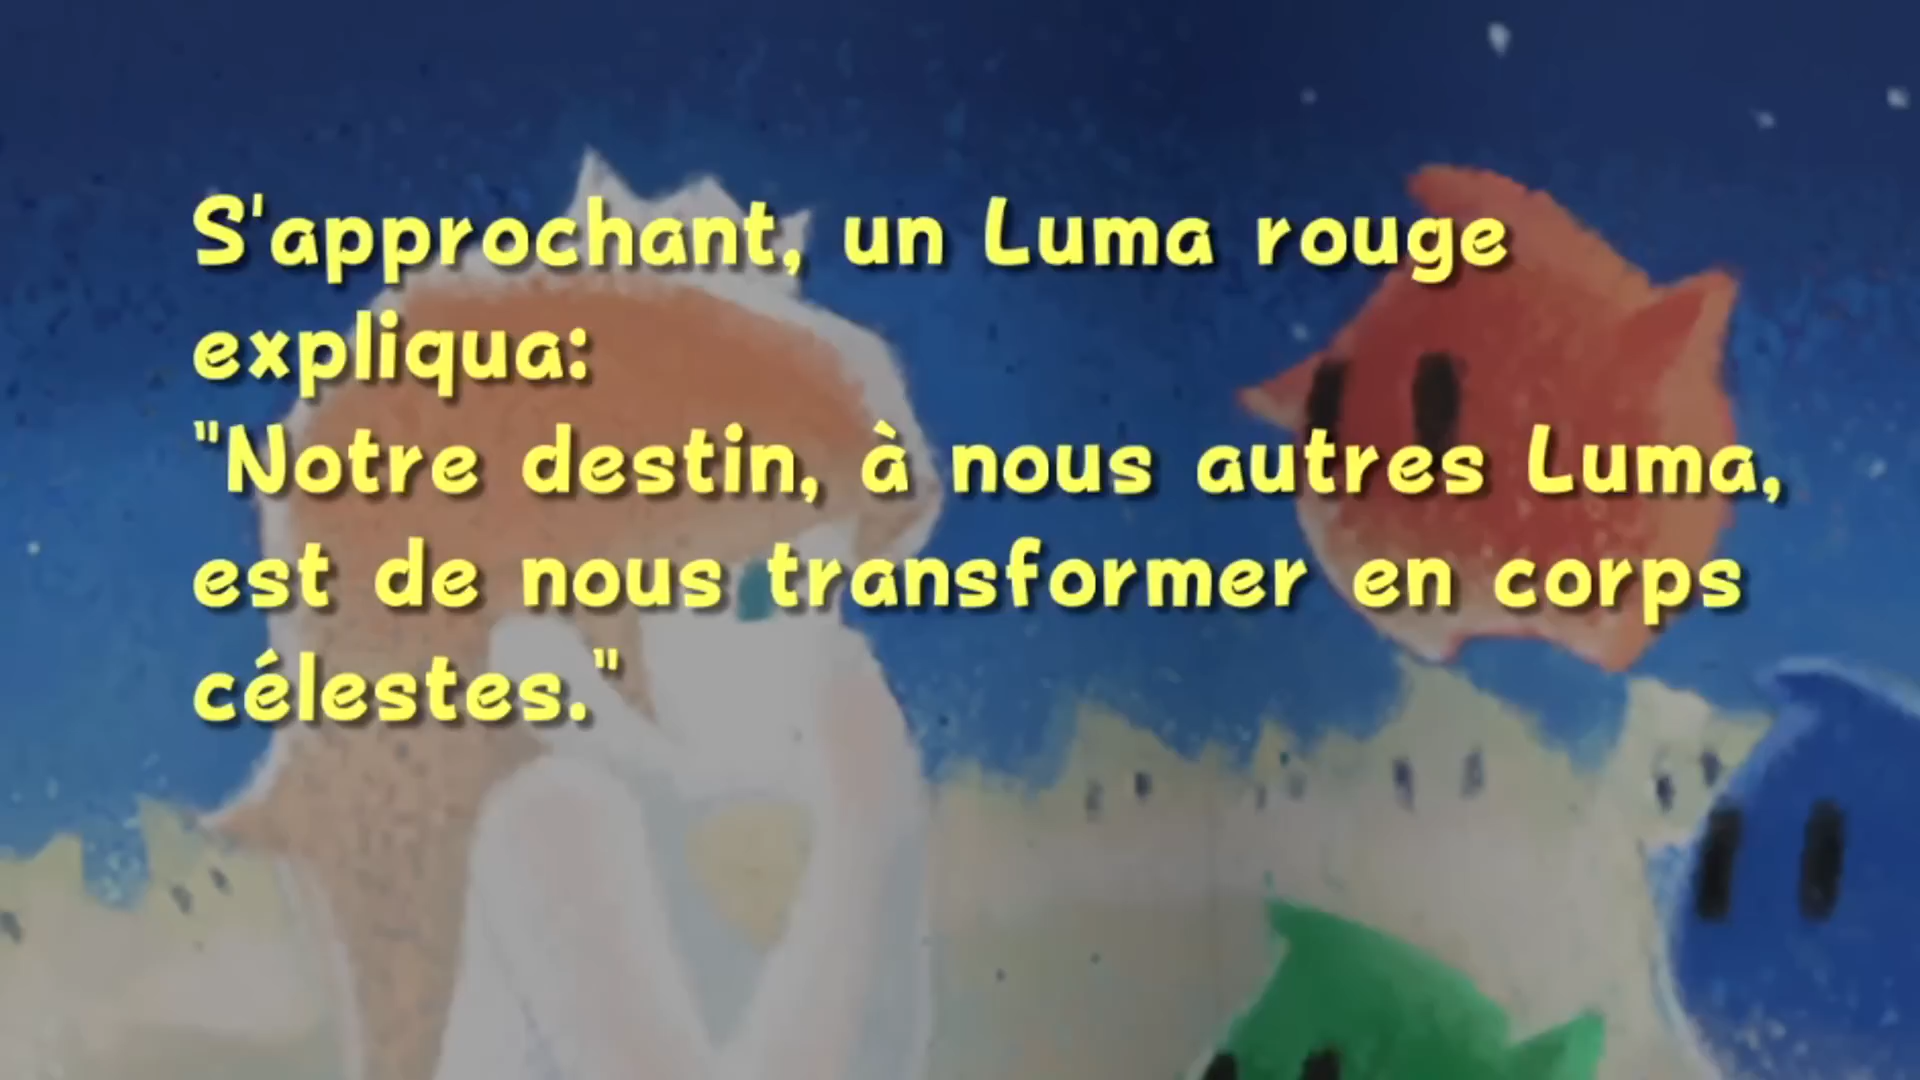 S'approchant, un Luma rouge
expliqua:
"Notre destin, à nous autres Luma,
est de nous transformer en corps
célestes."